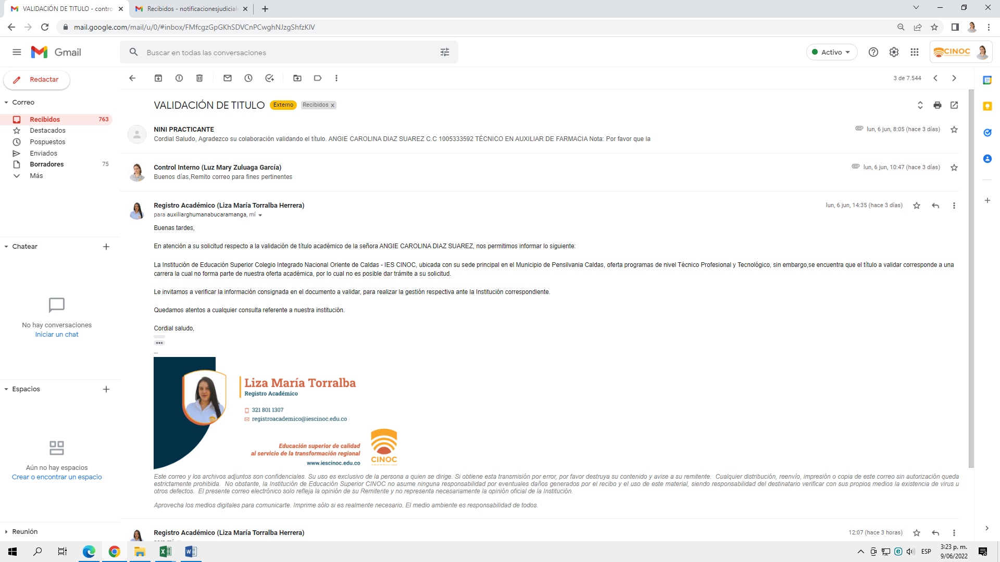 VALIDACIÓN DE TITULO - contro
Recibidos - notificacionesjudiciale
mail.google.com/mail/u/0/#inbox/FMfcgzGpGKhSDVCnPCwghNJzgShfzKlV
Gmail
Buscar en todas las conversaciones
Activo
CINOC
Redactar
3 de 7.544
Correo
Recibidos 763
Destacados
Pospuestos
Enviados
Borradores 75
Más
Chatear
No hay conversaciones
Iniciar un chat
Espacios
Aún no hay espacios
Crear o encontrar un espacio
Reunión
VALIDACIÓN DE TITULO Externo Recibidos x
NINI PRACTICANTE lun, 6 jun, 8:05 (hace 3 días)
Cordial Saludo, Agradezco su colaboración validando el título. ANGIE CAROLINA DIAZ SUAREZ C.C 1005333592 TÉCNICO EN AUXILIAR DE FARMACIA Nota: Por favor que la
Control Interno (Luz Mary Zuluaga García) lun, 6 jun, 10:47 (hace 3 días)
Buenos días,Remito correo para fines pertinentes
Registro Académico (Liza María Torralba Herrera) lun, 6 jun, 14:35 (hace 3 días)
para auxiliarghumanabucaramanga, mí
Buenas tardes,
En atención a su solicitud respecto a la validación de título académico de la señora ANGIE CAROLINA DIAZ SUAREZ, nos permitimos informar lo siguiente:
La Institución de Educación Superior Colegio Integrado Nacional Oriente de Caldas - IES CINOC, ubicada con su sede principal en el Municipio de Pensilvania Caldas, oferta programas de nivel Técnico Profesional y Tecnológico, sin embargo,se encuentra que el título a validar corresponde a una
carrera la cual no forma parte de nuestra oferta académica, por lo cual no es posible dar trámite a su solicitud.
Le invitamos a verificar la información consignada en el documento a validar, para realizar la gestión respectiva ante la Institución correspondiente.
Quedamos atentos a cualquier consulta referente a nuestra institución.
Cordial saludo,
--
Liza María Torralba
Registro Académico
321 801 1307
registroacademico@iescinoc.edu.co
Educación superior de calidad
al servicio de la transformación regional
www.iescinoc.edu.co
CINOC
Este correo y los archivos adjuntos son confidenciales. Su uso es exclusivo de la persona a quien se dirige. Si obtiene esta transmisión por error, por favor destruya su contenido y avise a su remitente.  Cualquier distribución, reenvío, impresión o copia de este correo sin autorización queda
estrictamente prohibida.  No obstante, la Institución de Educación Superior CINOC no asume ninguna responsabilidad por eventuales daños generados por el recibo y el uso de este material, siendo responsabilidad del destinatario verificar con sus propios medios la existencia de virus u
otros defectos.  El presente correo electrónico solo refleja la opinión de su Remitente y no representa necesariamente la opinión oficial de la Institución.
Aprovecha los medios digitales para comunicarte. Imprime sólo si es realmente necesario. El medio ambiente es responsabilidad de todos.
Registro Académico (Liza María Torralba Herrera) 12:07 (hace 3 horas)
ESP
3:23 p. m.
9/06/2022